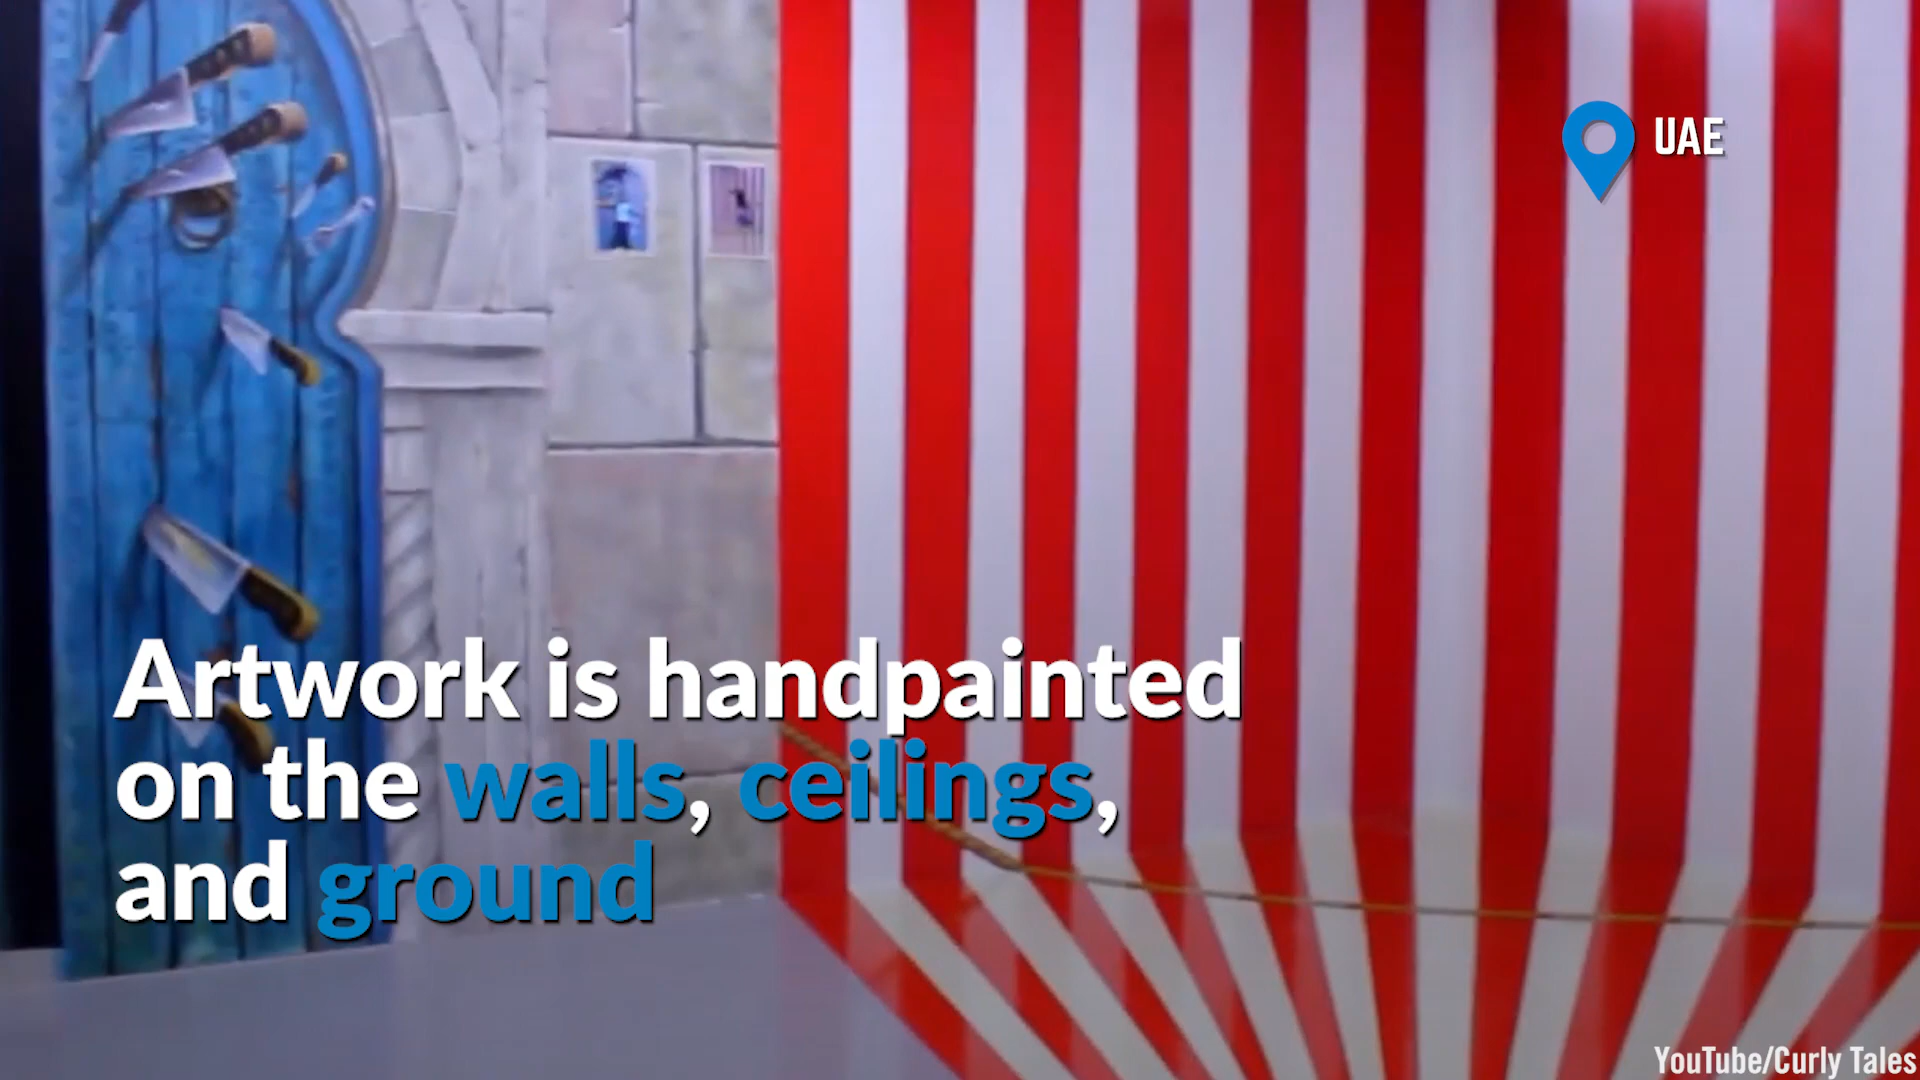 UAE
Artwork is handpainted
on the walls, ceilings,
and ground
YouTube/Curly Tales